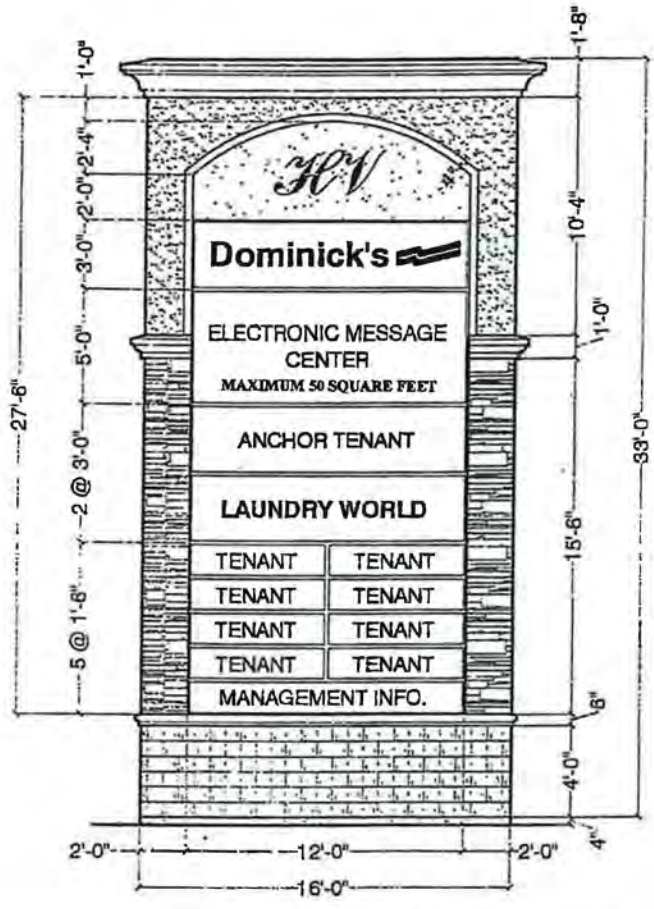 1'-8"
1'-0"
2'-4"
HV
2'-0"
10'-4"
3'-0"
Dominick's
5'-0"
ELECTRONIC MESSAGE
CENTER
MAXIMUM 50 SQUARE FEET
1'-0"
27'-6"
33'-0"
2 @ 3'-0"
ANCHOR TENANT
LAUNDRY WORLD
15'-6"
5 @ 1'-6"
TENANT TENANT
TENANT TENANT
TENANT TENANT
TENANT TENANT
MANAGEMENT INFO.
6"
4'-0"
4"
2'-0" 12'-0" 2'-0"
16'-0"